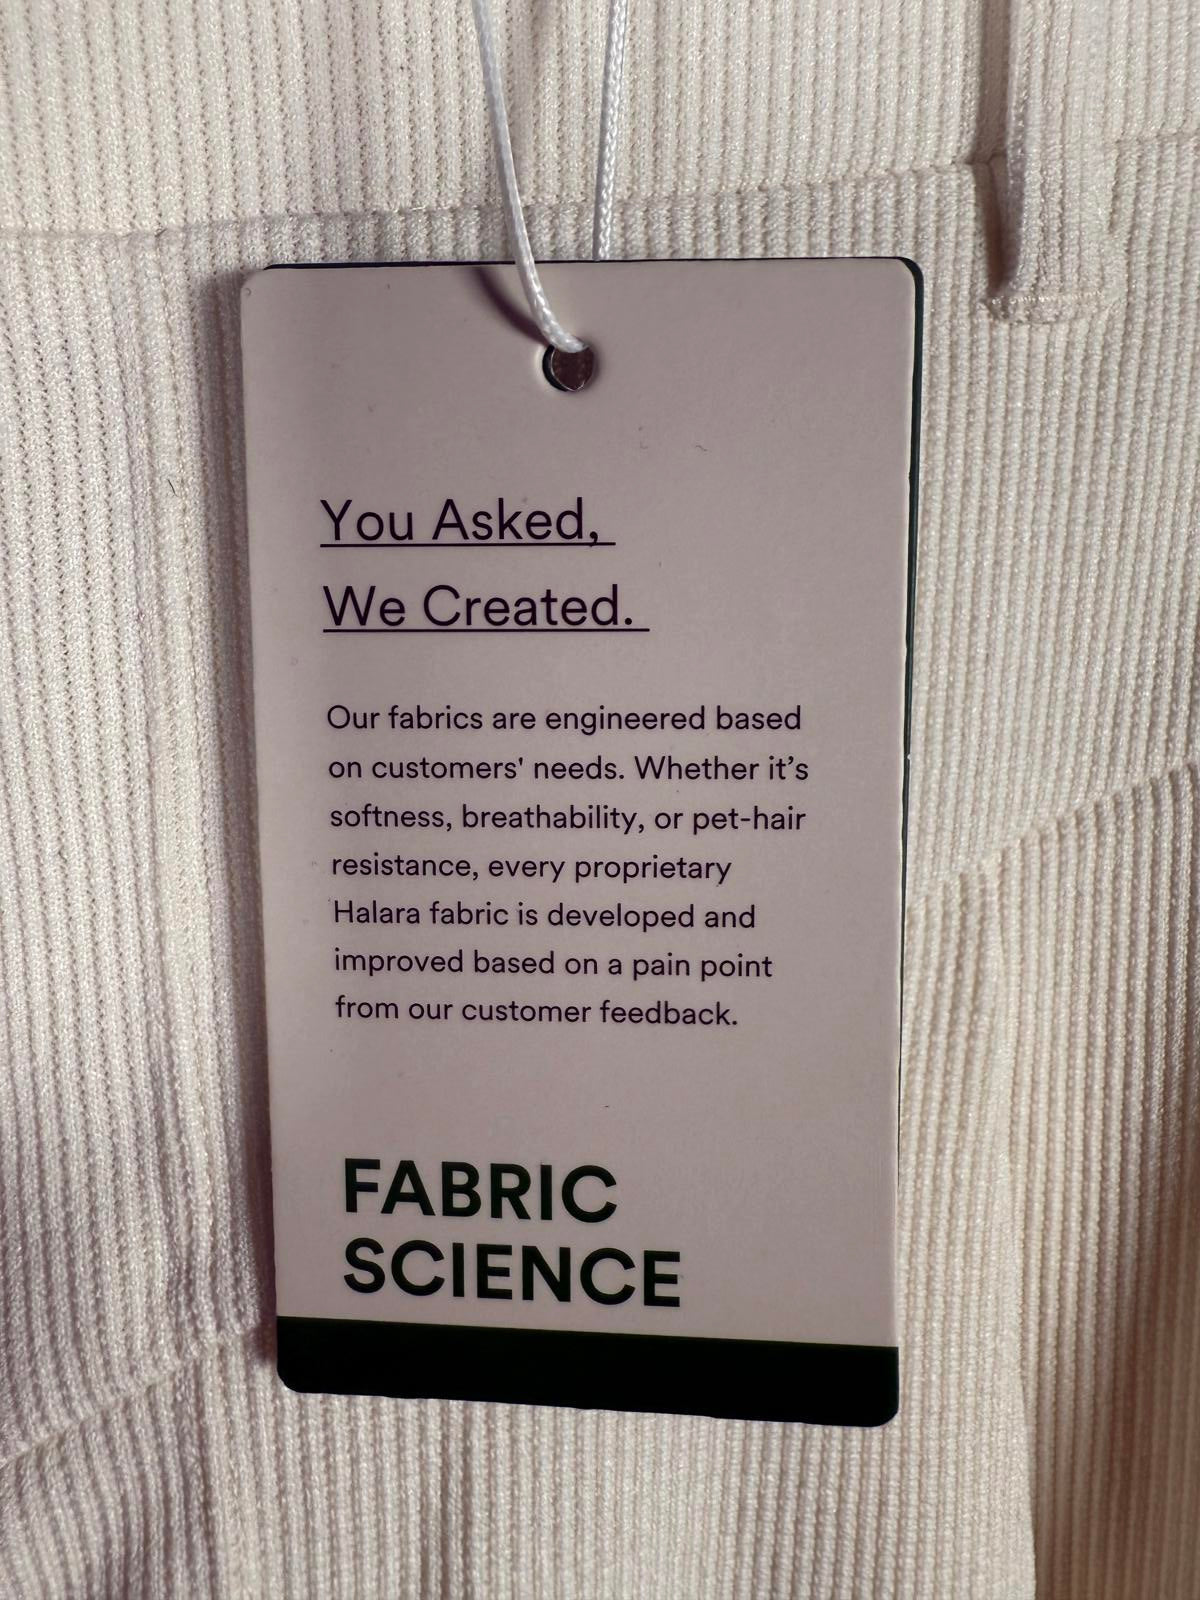 You Asked,
We Created.
Our fabrics are engineered based
on customers' needs. Whether it’s
softness, breathability, or pet-hair
resistance, every proprietary
Halara fabric is developed and
improved based on a pain point
from our customer feedback.
FABRIC
SCIENCE